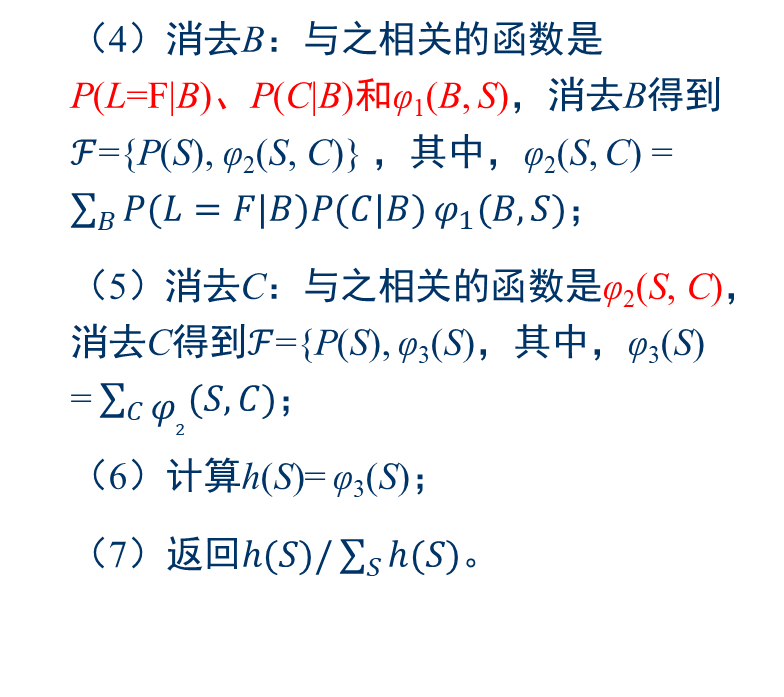 （4）消去B：与之相关的函数是
P(L=F|B)、P(C|B)和φ₁(B, S)，消去B得到
ℱ={P(S), φ₂(S, C)} ，其中，φ₂(S, C) =
∑_B P(L = F|B)P(C|B) φ₁(B, S)；
（5）消去C：与之相关的函数是φ₂(S, C)，
消去C得到ℱ={P(S), φ₃(S)，其中，φ₃(S)
= ∑_C φ₂(S, C)；
（6）计算h(S)= φ₃(S)；
（7）返回h(S)/ ∑_S h(S)。